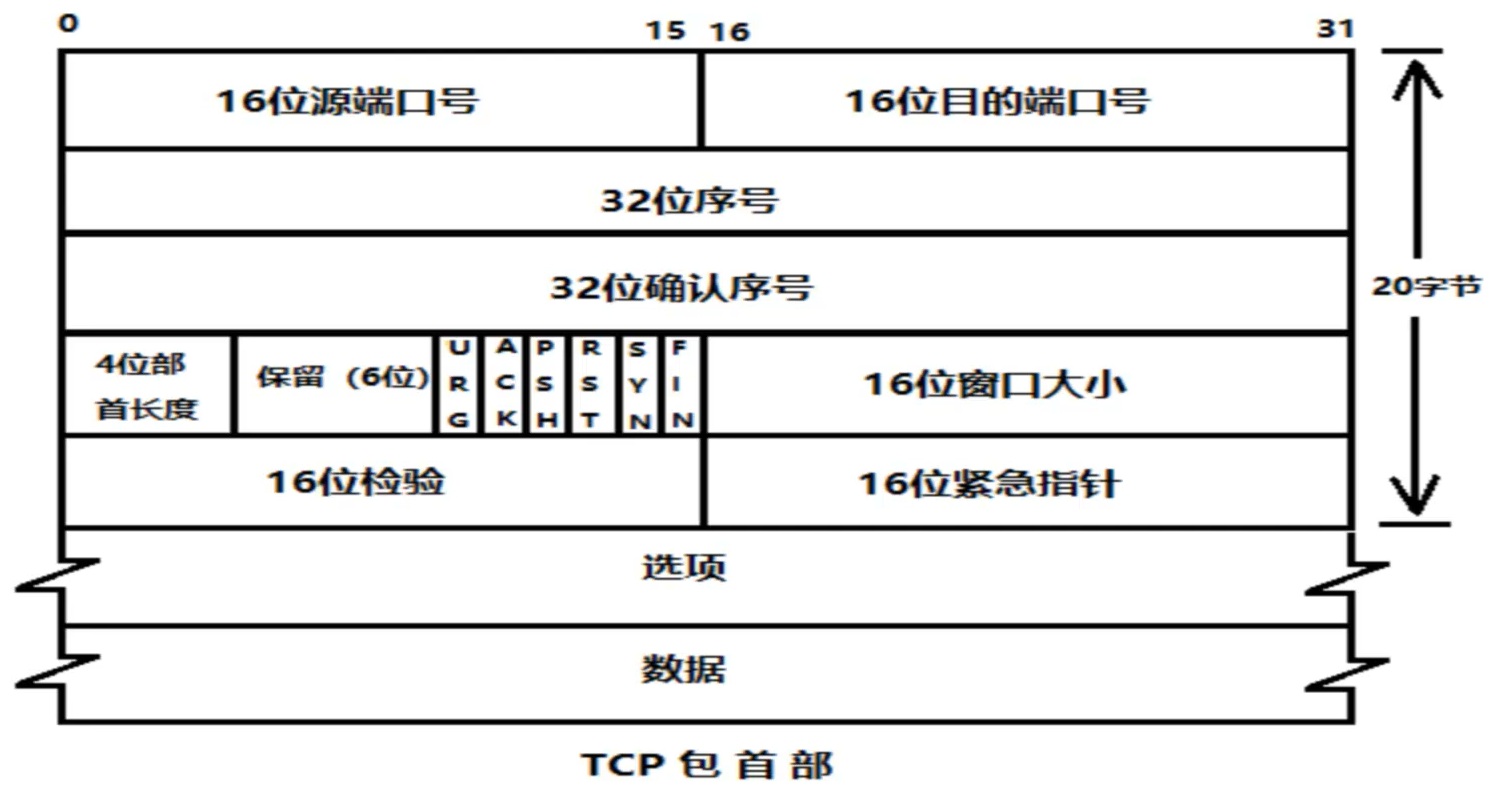 0 15 16 31
16位源端口号 16位目的端口号
32位序号
32位确认序号
20字节
4位部
首长度
保留（6位)
URG
ACK
PSH
RST
SYN
FIN
16位窗口大小
16位检验 16位紧急指针
选项
数据
TCP 包 首 部